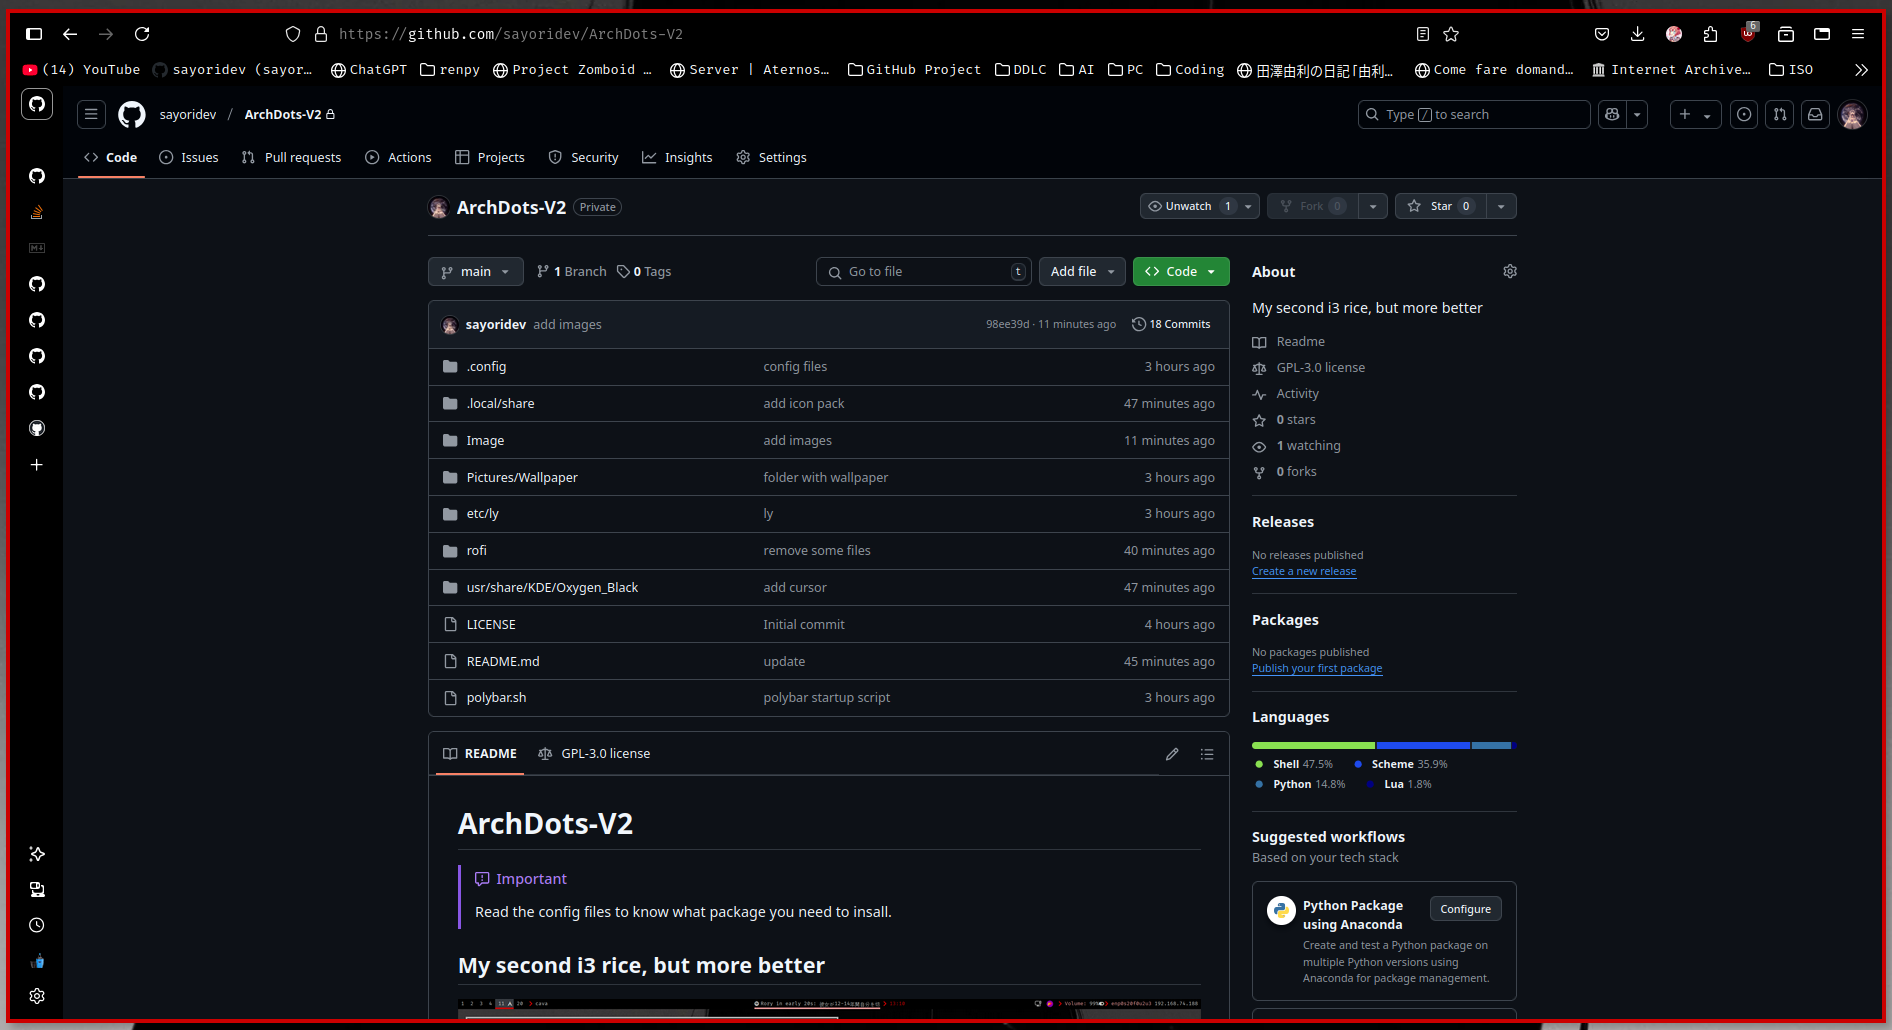 https://github.com/sayoridev/ArchDots-V2
6
(14) YouTube
sayoridev (sayor…
ChatGPT
renpy
Project Zomboid …
Server | Aternos…
GitHub Project
DDLC
AI
PC
Coding
田澤由利の日記「由利…
Come fare domand…
Internet Archive…
ISO
sayoridev / ArchDots-V2
Type / to search
Code
Issues
Pull requests
Actions
Projects
Security
Insights
Settings
ArchDots-V2 Private
Unwatch 1
Fork 0
Star 0
main
1 Branch
0 Tags
Go to file t
Add file
Code
sayoridev add images 98ee39d · 11 minutes ago 18 Commits
.config config files 3 hours ago
.local/share add icon pack 47 minutes ago
Image add images 11 minutes ago
Pictures/Wallpaper folder with wallpaper 3 hours ago
etc/ly ly 3 hours ago
rofi remove some files 40 minutes ago
usr/share/KDE/Oxygen_Black add cursor 47 minutes ago
LICENSE Initial commit 4 hours ago
README.md update 45 minutes ago
polybar.sh polybar startup script 3 hours ago
README
GPL-3.0 license
ArchDots-V2
Important
Read the config files to know what package you need to insall.
My second i3 rice, but more better
About
My second i3 rice, but more better
Readme
GPL-3.0 license
Activity
0 stars
1 watching
0 forks
Releases
No releases published
Create a new release
Packages
No packages published
Publish your first package
Languages
Shell 47.5%
Scheme 35.9%
Python 14.8%
Lua 1.8%
Suggested workflows
Based on your tech stack
Python Package
using Anaconda
Configure
Create and test a Python package on
multiple Python versions using
Anaconda for package management.